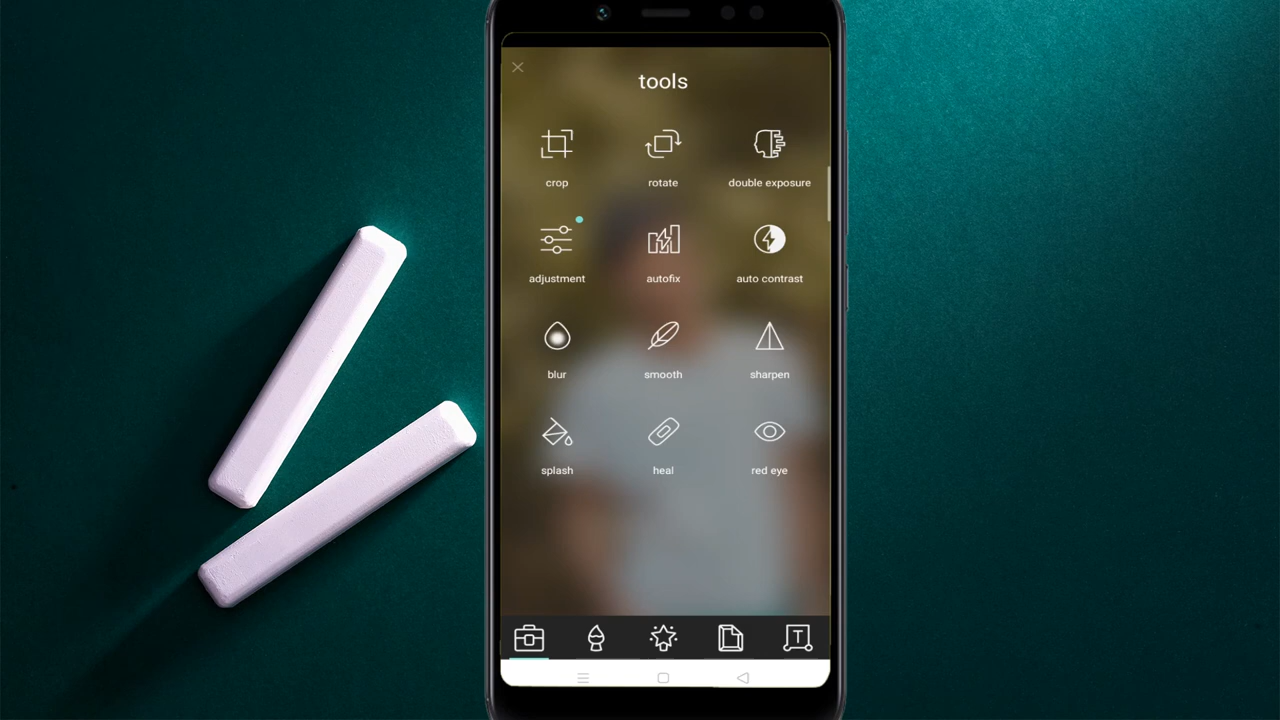 tools
crop rotate double exposure
adjustment autofix auto contrast
blur smooth sharpen
splash heal red eye
T